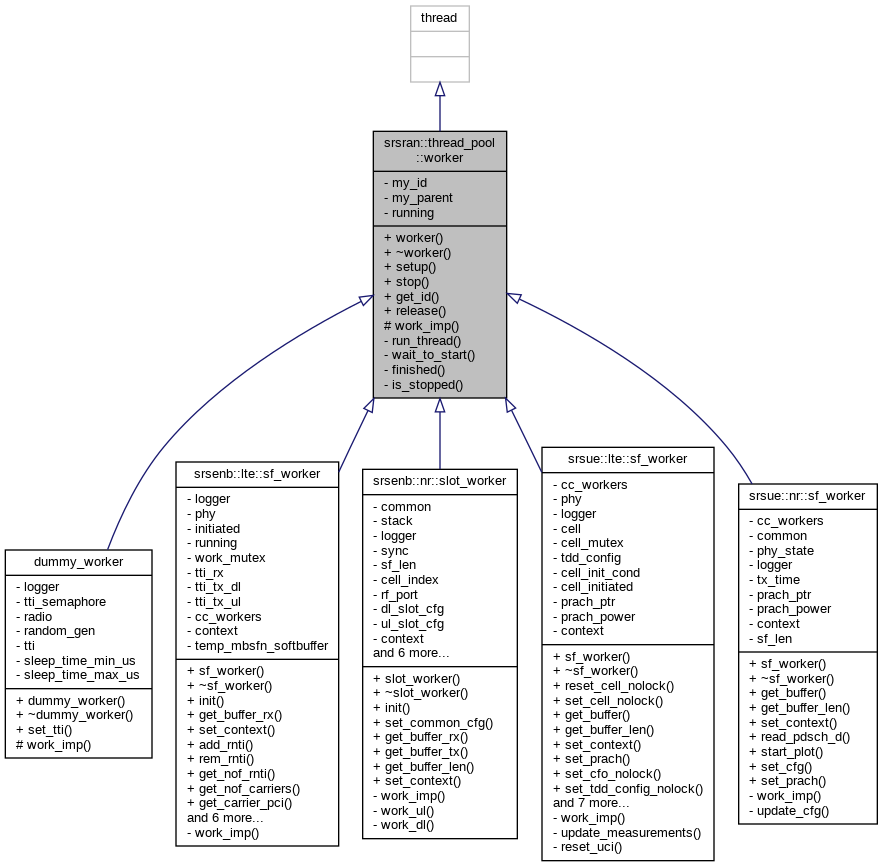 thread
srsran::thread_pool
::worker
- my_id
- my_parent
- running
+ worker()
+ ~worker()
+ setup()
+ stop()
+ get_id()
+ release()
# work_imp()
- run_thread()
- wait_to_start()
- finished()
- is_stopped()
dummy_worker
- logger
- tti_semaphore
- radio
- random_gen
- tti
- sleep_time_min_us
- sleep_time_max_us
+ dummy_worker()
+ ~dummy_worker()
+ set_tti()
# work_imp()
srsenb::lte::sf_worker
- logger
- phy
- initiated
- running
- work_mutex
- tti_rx
- tti_tx_dl
- tti_tx_ul
- cc_workers
- context
- temp_mbsfn_softbuffer
+ sf_worker()
+ ~sf_worker()
+ init()
+ get_buffer_rx()
+ set_context()
+ add_rnti()
+ rem_rnti()
+ get_nof_rnti()
+ get_nof_carriers()
+ get_carrier_pci()
and 6 more...
- work_imp()
srsenb::nr::slot_worker
- common
- stack
- logger
- sync
- sf_len
- cell_index
- rf_port
- dl_slot_cfg
- ul_slot_cfg
- context
and 6 more...
+ slot_worker()
+ ~slot_worker()
+ init()
+ set_common_cfg()
+ get_buffer_rx()
+ get_buffer_tx()
+ get_buffer_len()
+ set_context()
- work_imp()
- work_ul()
- work_dl()
srsue::lte::sf_worker
- cc_workers
- phy
- logger
- cell
- cell_mutex
- tdd_config
- cell_init_cond
- cell_initiated
- prach_ptr
- prach_power
- context
+ sf_worker()
+ ~sf_worker()
+ reset_cell_nolock()
+ set_cell_nolock()
+ get_buffer()
+ get_buffer_len()
+ set_context()
+ set_prach()
+ set_cfo_nolock()
+ set_tdd_config_nolock()
and 7 more...
- work_imp()
- update_measurements()
- reset_uci()
srsue::nr::sf_worker
- cc_workers
- common
- phy_state
- logger
- tx_time
- prach_ptr
- prach_power
- context
- sf_len
+ sf_worker()
+ ~sf_worker()
+ get_buffer()
+ get_buffer_len()
+ set_context()
+ read_pdsch_d()
+ start_plot()
+ set_cfg()
+ set_prach()
- work_imp()
- update_cfg()